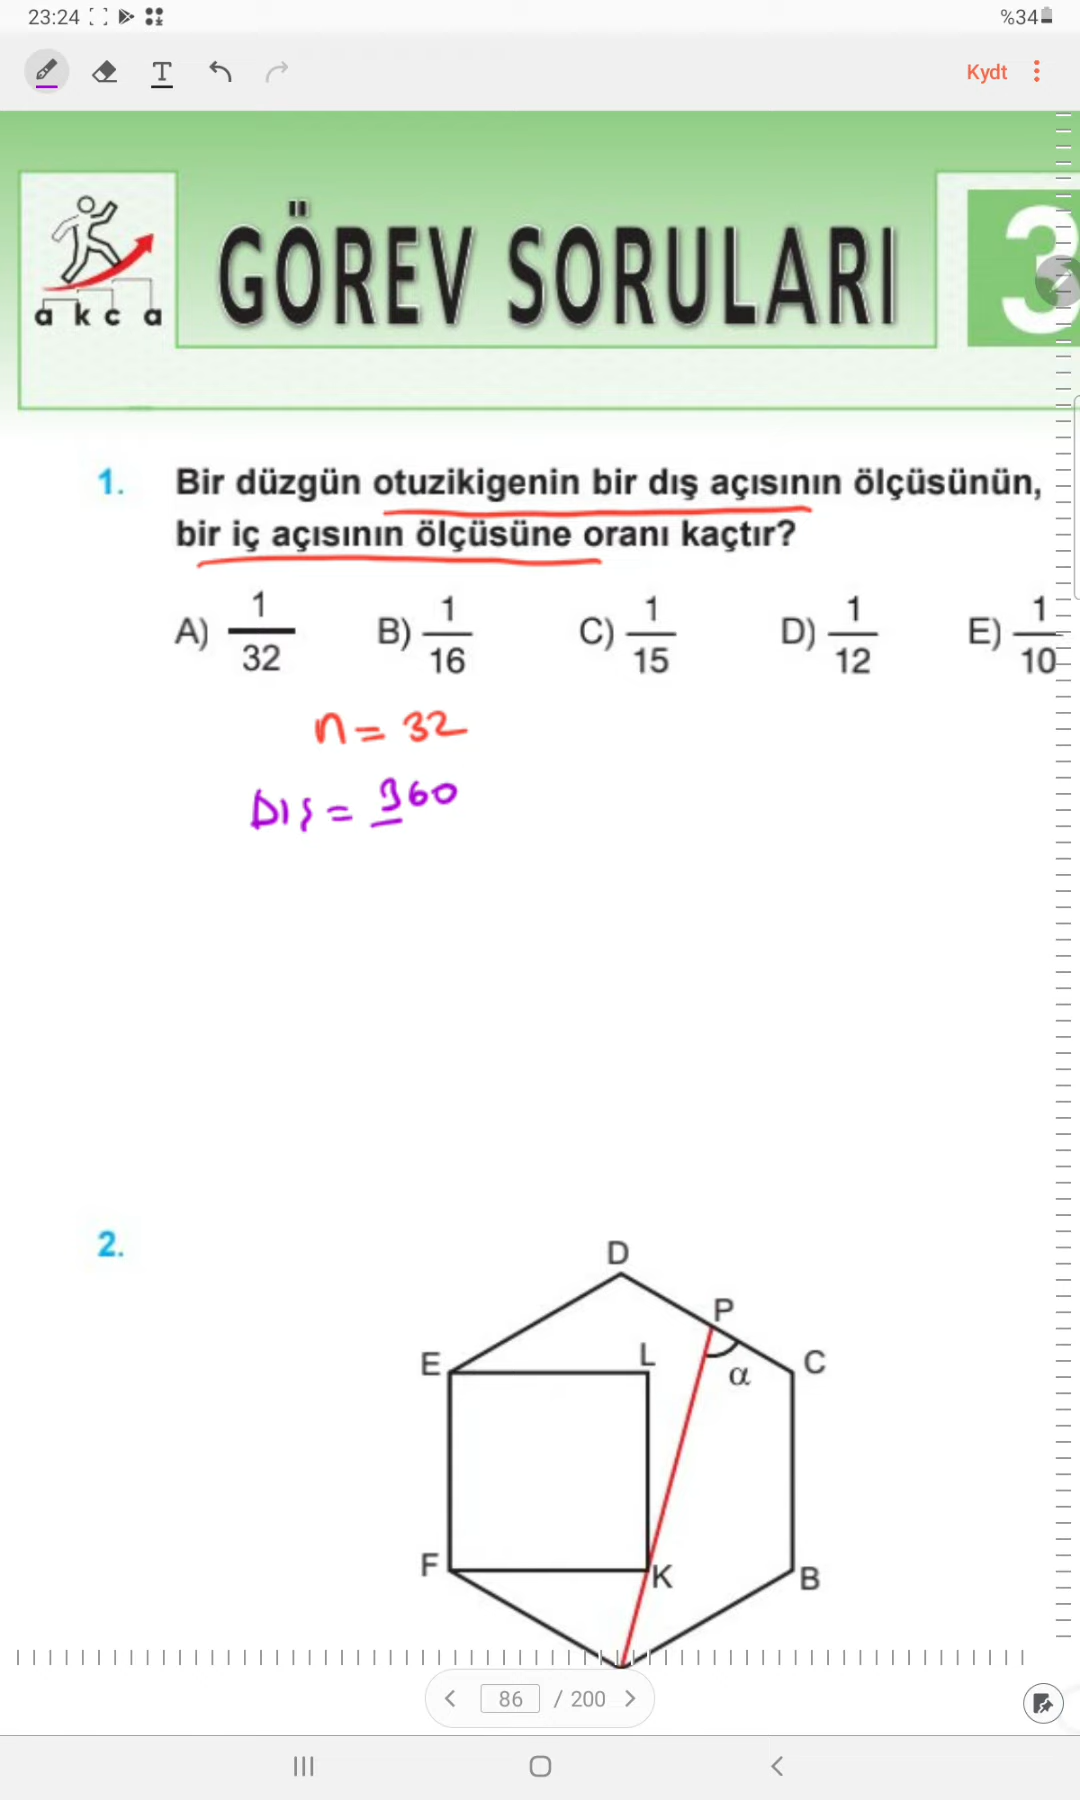 23:24 %34
T Kydt
akca GÖREV SORULARI 3
1. Bir düzgün otuzikigenin bir dış açısının ölçüsünün,
bir iç açısının ölçüsüne oranı kaçtır?
A) 1/32 B) 1/16 C) 1/15 D) 1/12 E) 1/10
n = 32
Dış = 360
2.
D
P
E L C
α
F K B
86 / 200